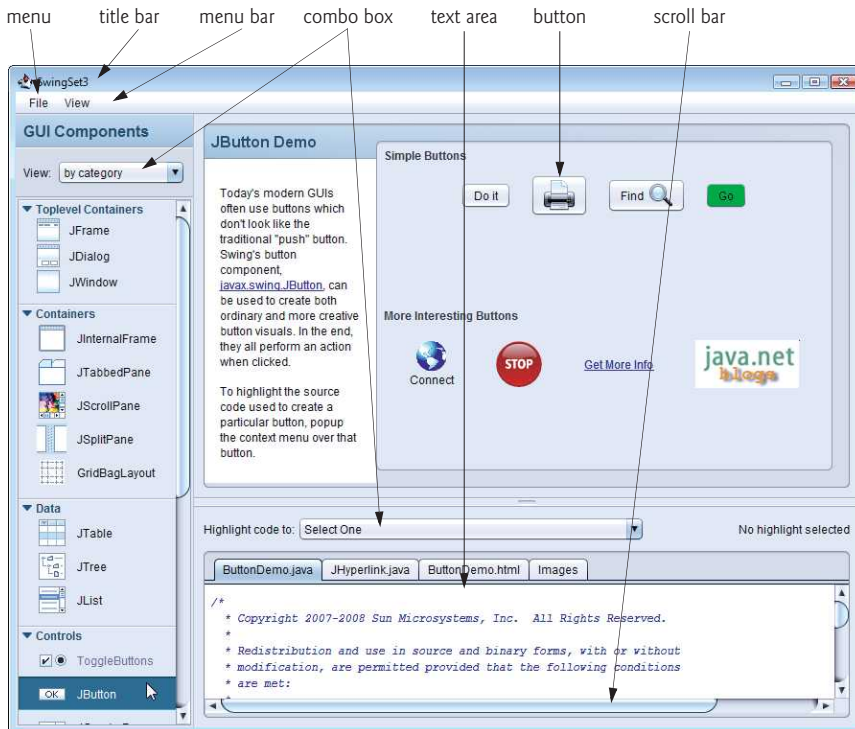 menu
title bar
menu bar
combo box
text area
button
scroll bar
SwingSet3
File View
GUI Components
View: by category
Toplevel Containers
JFrame
JDialog
JWindow
Containers
JInternalFrame
JTabbedPane
JScrollPane
JSplitPane
GridBagLayout
Data
JTable
JTree
JList
Controls
ToggleButtons
OK JButton
JButton Demo
Today's modern GUIs
often use buttons which
don't look like the
traditional "push" button.
Swing's button
component,
javax.swing.JButton, can
be used to create both
ordinary and more creative
button visuals. In the end,
they all perform an action
when clicked.
To highlight the source
code used to create a
particular button, popup
the context menu over that
button.
Simple Buttons
Do it
Find
Go
More Interesting Buttons
Connect
STOP
Get More Info
java.net
blogs
Highlight code to: Select One
No highlight selected
ButtonDemo.java JHyperlink.java ButtonDemo.html Images
/*
* Copyright 2007-2008 Sun Microsystems, Inc. All Rights Reserved.
*
* Redistribution and use in source and binary forms, with or without
* modification, are permitted provided that the following conditions
* are met:
*